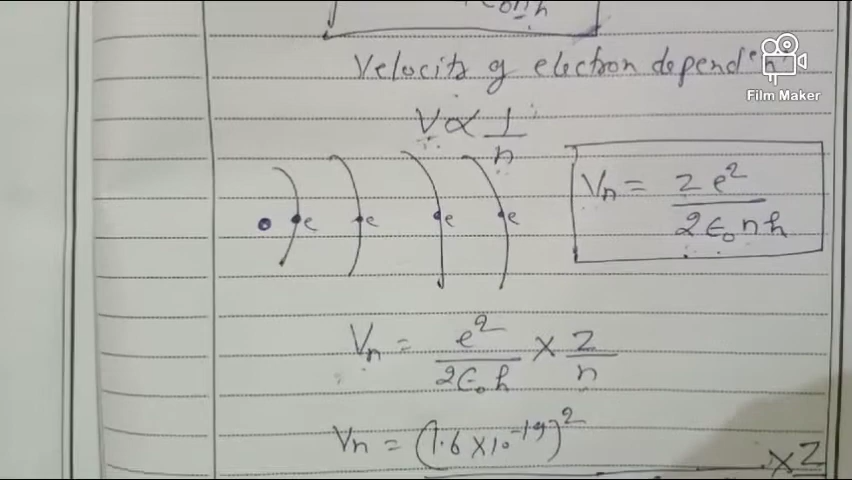 ε₀nh
Velocity of electron depend
Film Maker
V ∝ 1/n
e e e e
Vn = Ze²/2ε₀nh
Vn = e²/2ε₀h × Z/n
Vn = (1.6 × 10⁻¹⁹)²
× Z